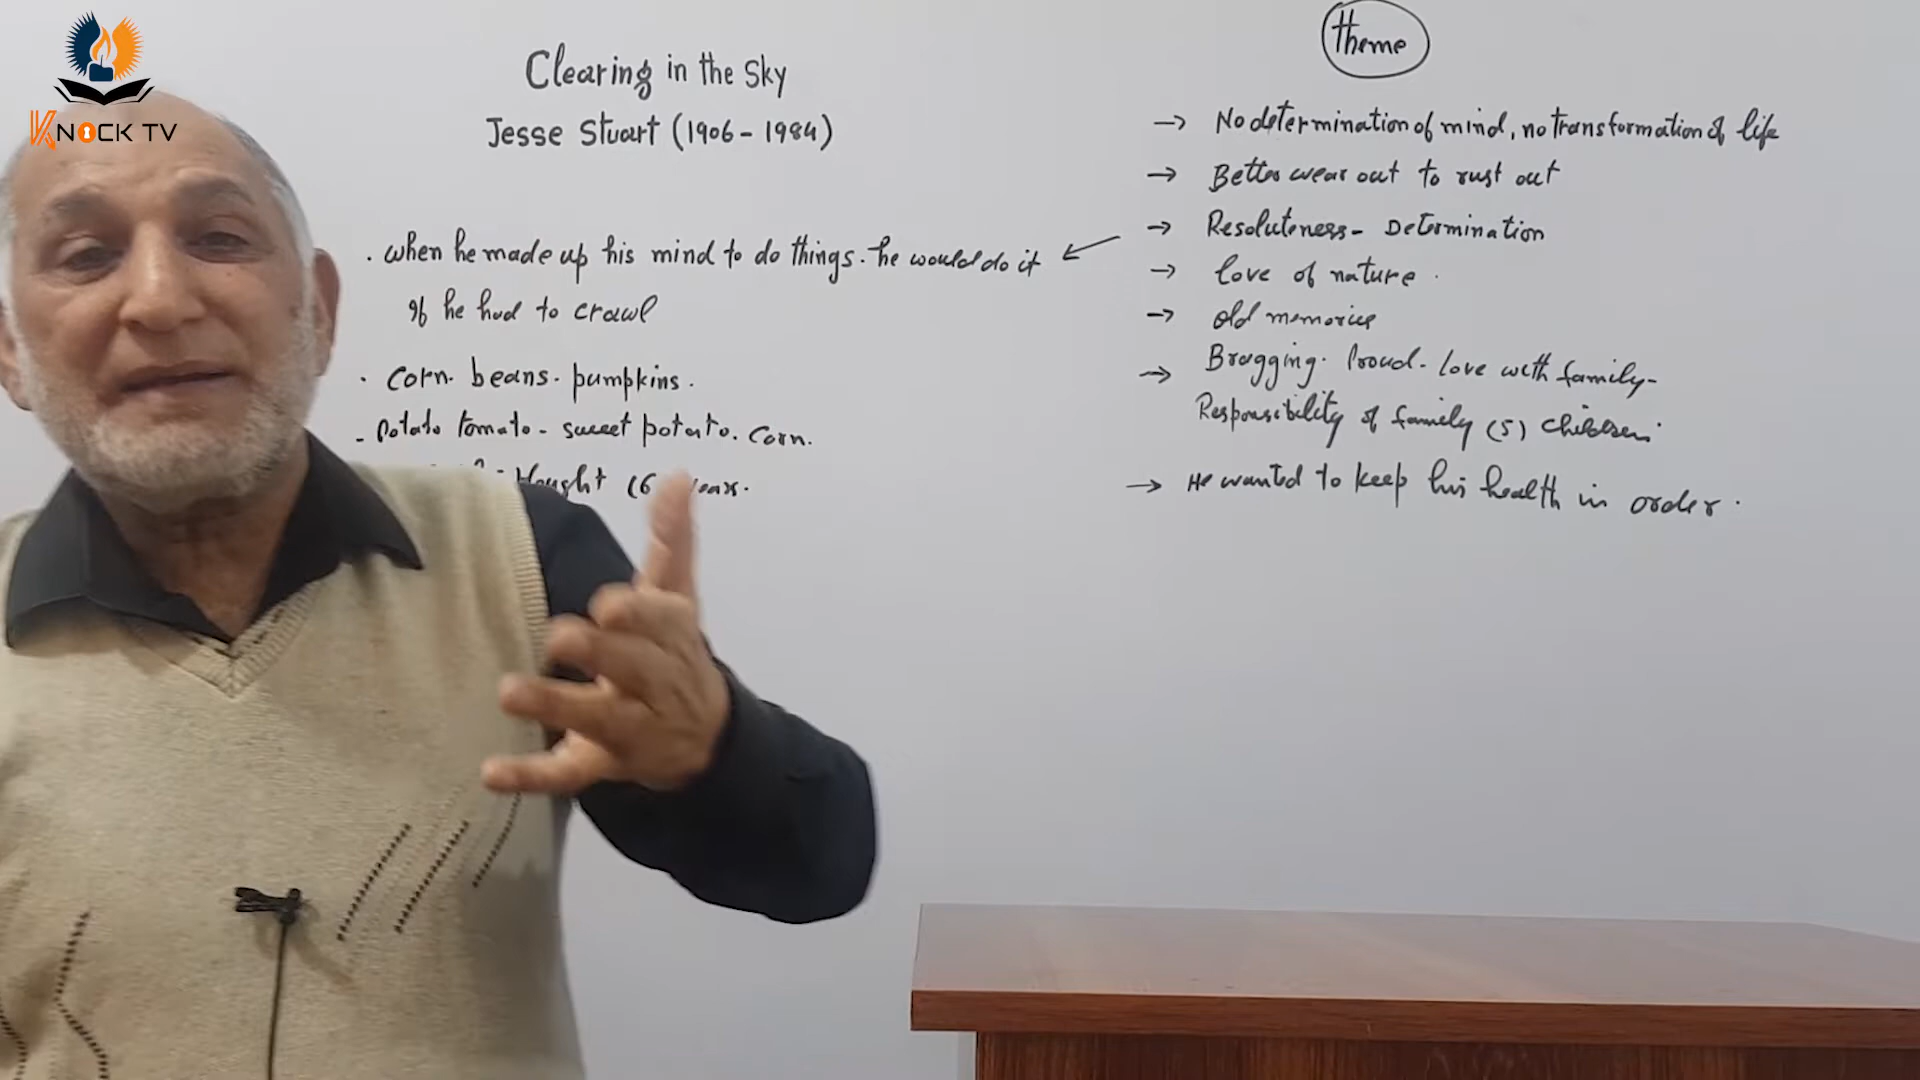 KNOCK TV
Clearing in the Sky
Jesse Stuart (1906 - 1984)
. when he made up his mind to do things. he would do it
if he had to crawl
. Corn. beans. pumpkins.
- Potato tomato - sweet potato. Corn.
(6
Theme
→ No determination of mind, no transformation of life
→ Better wear out to rust out
→ Resoluteness - Determination
→ love of nature.
→ old memories
→ Bragging. Proud. love with family -
Responsibility of family (5) children.
→ He wanted to keep his health in order.